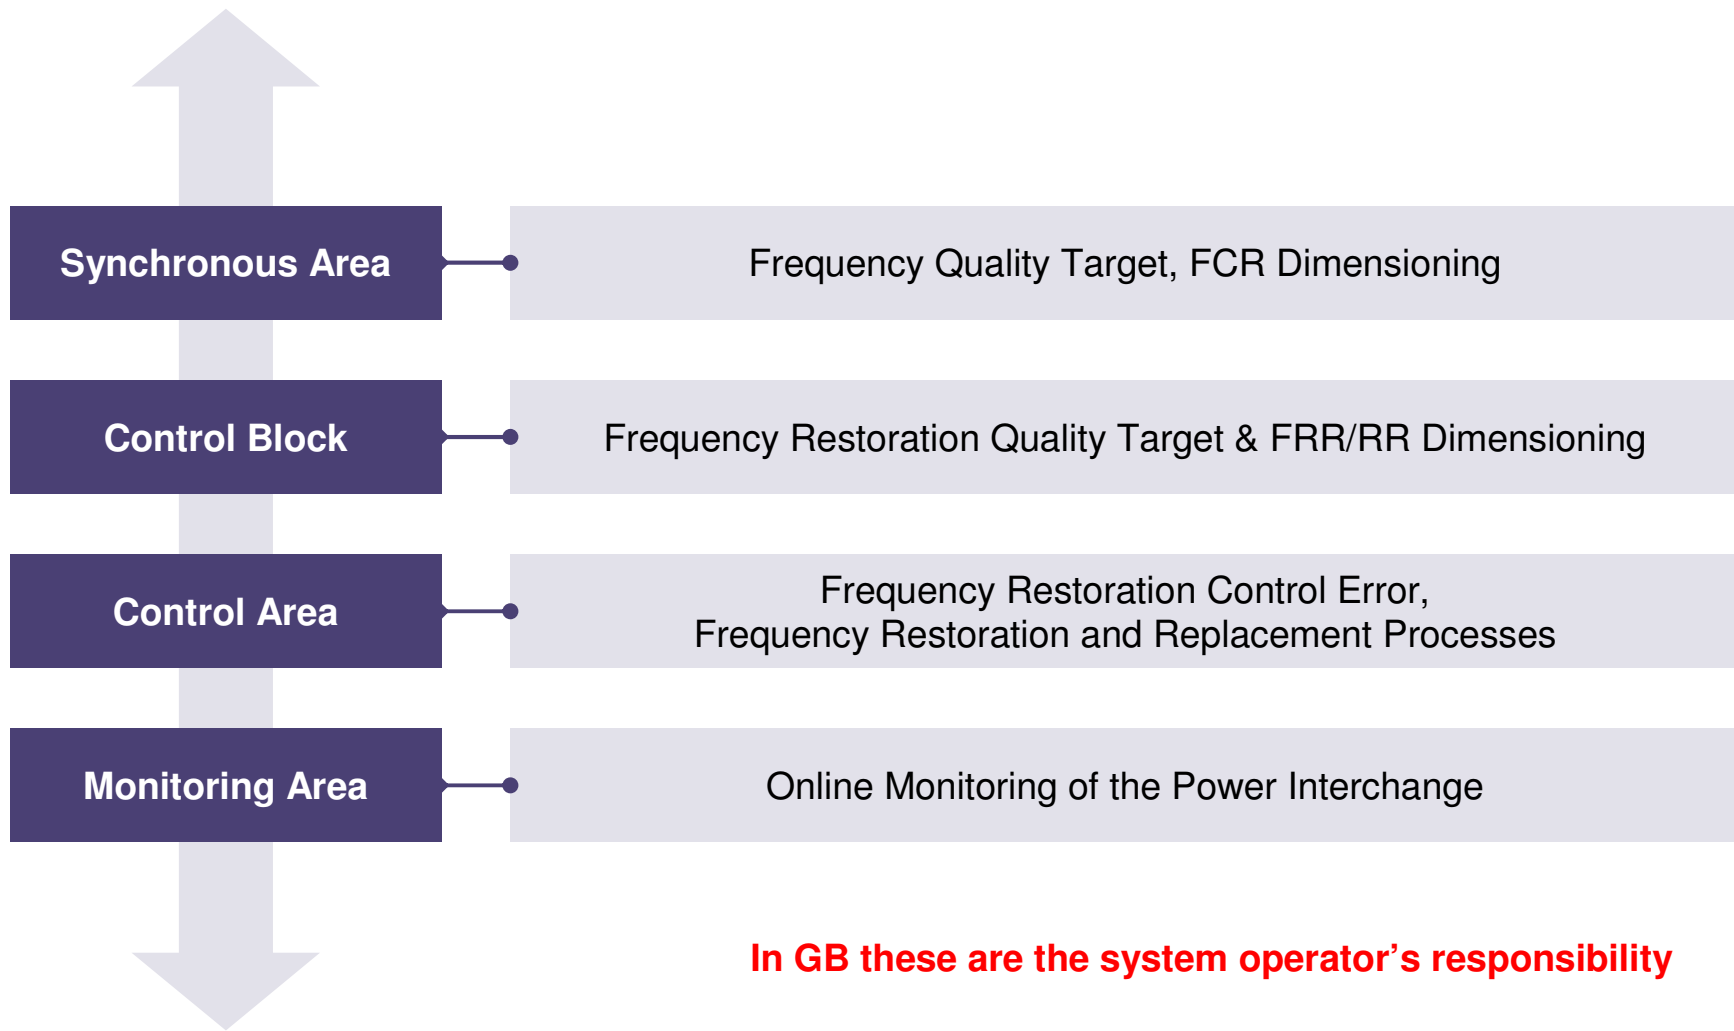 Synchronous Area
Frequency Quality Target, FCR Dimensioning
Control Block
Frequency Restoration Quality Target & FRR/RR Dimensioning
Control Area
Frequency Restoration Control Error,
Frequency Restoration and Replacement Processes
Monitoring Area
Online Monitoring of the Power Interchange
In GB these are the system operator’s responsibility